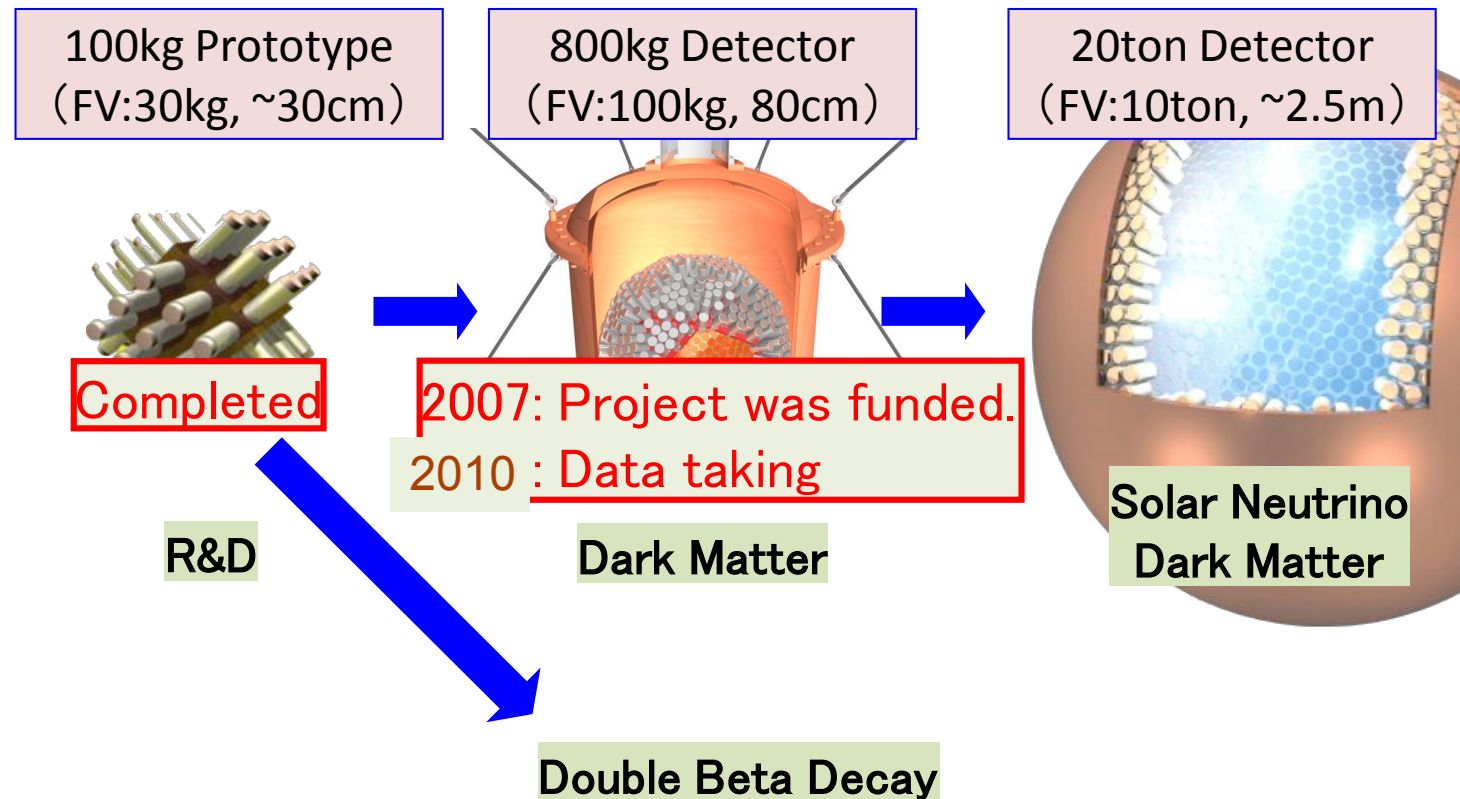 100kg Prototype
（FV:30kg, ~30cm）
800kg Detector
（FV:100kg, 80cm）
20ton Detector
（FV:10ton, ~2.5m）
Completed
2007: Project was funded.
2010 : Data taking
R&D
Dark Matter
Solar Neutrino
Dark Matter
Double Beta Decay